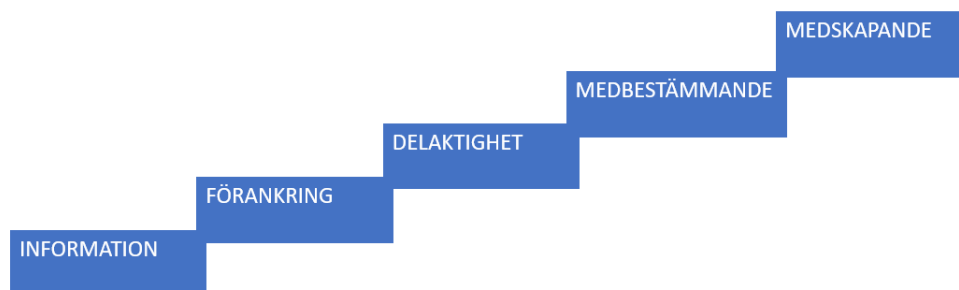 MEDSKAPANDE
MEDBESTÄMMANDE
DELAKTIGHET
FÖRANKRING
INFORMATION